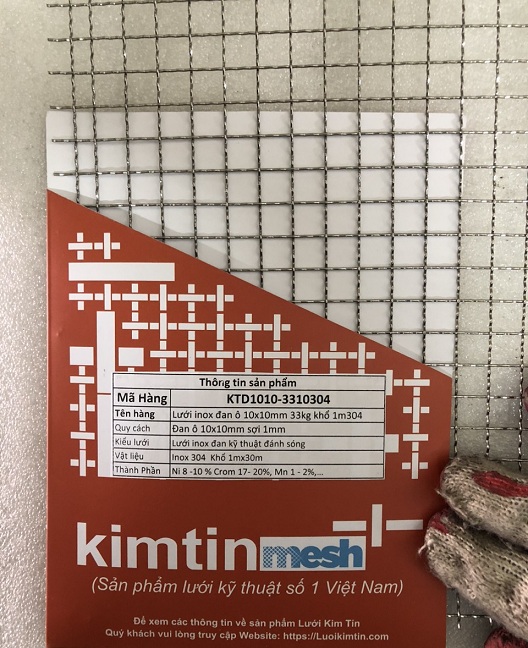 Thông tin sản phẩm
Mã Hàng KTD1010-3310304
Tên hàng Lưới inox đan ô 10x10mm 33kg khổ 1m304
Quy cách Đan ô 10x10mm sợi 1mm
Kiểu lưới Lưới inox đan kỹ thuật đánh sóng
Vật liệu Inox 304 Khổ 1mx30m
Thành Phần Ni 8 -10 % Crom 17- 20%, Mn 1 - 2%,...
kimtin mesh
(Sản phẩm lưới kỹ thuật số 1 Việt Nam)
Để xem các thông tin về sản phẩm Lưới Kim Tin
Quý khách vui lòng truy cập Website: https://Luoikimtin.com